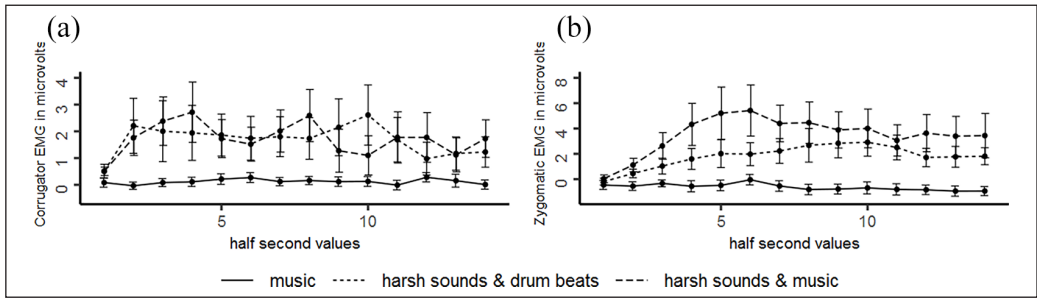 (a)
Corrugator EMG in microvolts
4
3
2
1
0
5
10
half second values
(b)
Zygomatic EMG in microvolts
8
6
4
2
0
5
10
half second values
music
harsh sounds & drum beats
harsh sounds & music